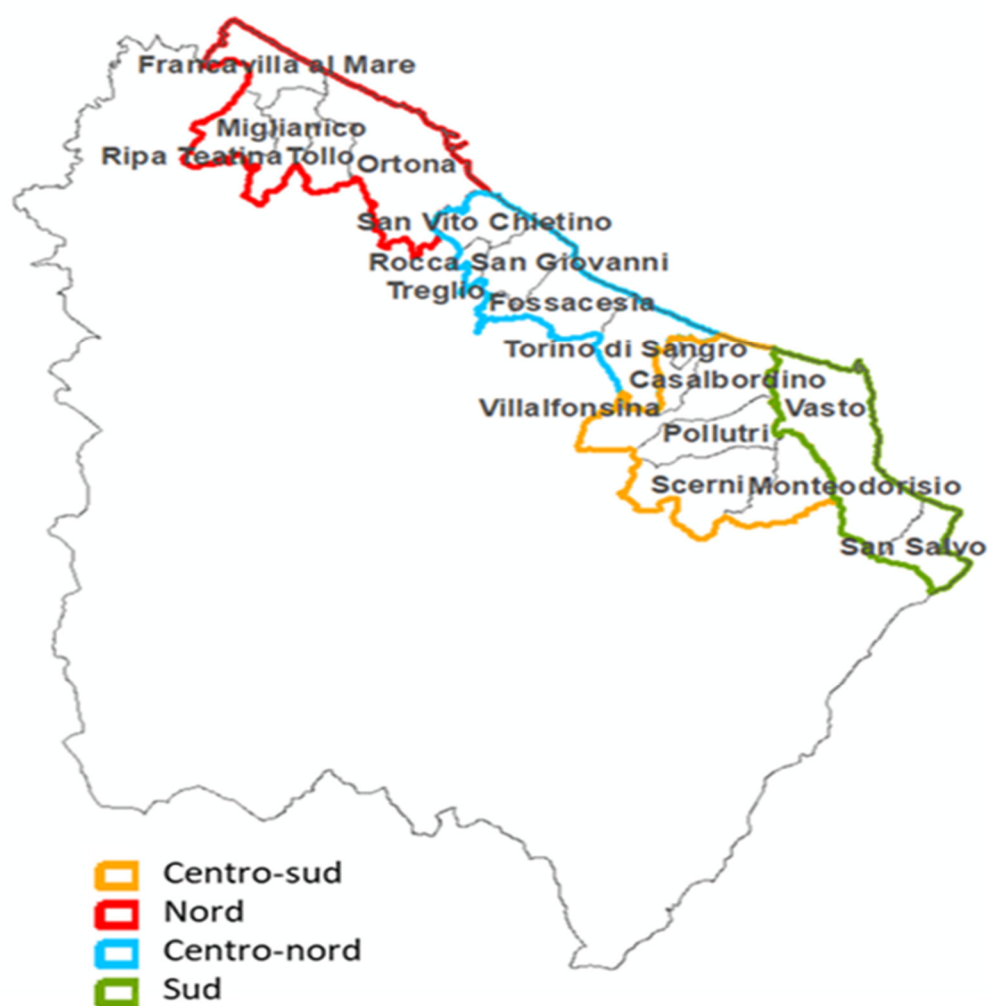 Francavilla al Mare
Miglianico
Ripa Teatina
Tollo
Ortona
San Vito Chietino
Rocca San Giovanni
Treglio
Fossacesia
Torino di Sangro
Casalbordino
Villalfonsina
Vasto
Pollutri
Scerni
Monteodorisio
San Salvo
Centro-sud
Nord
Centro-nord
Sud